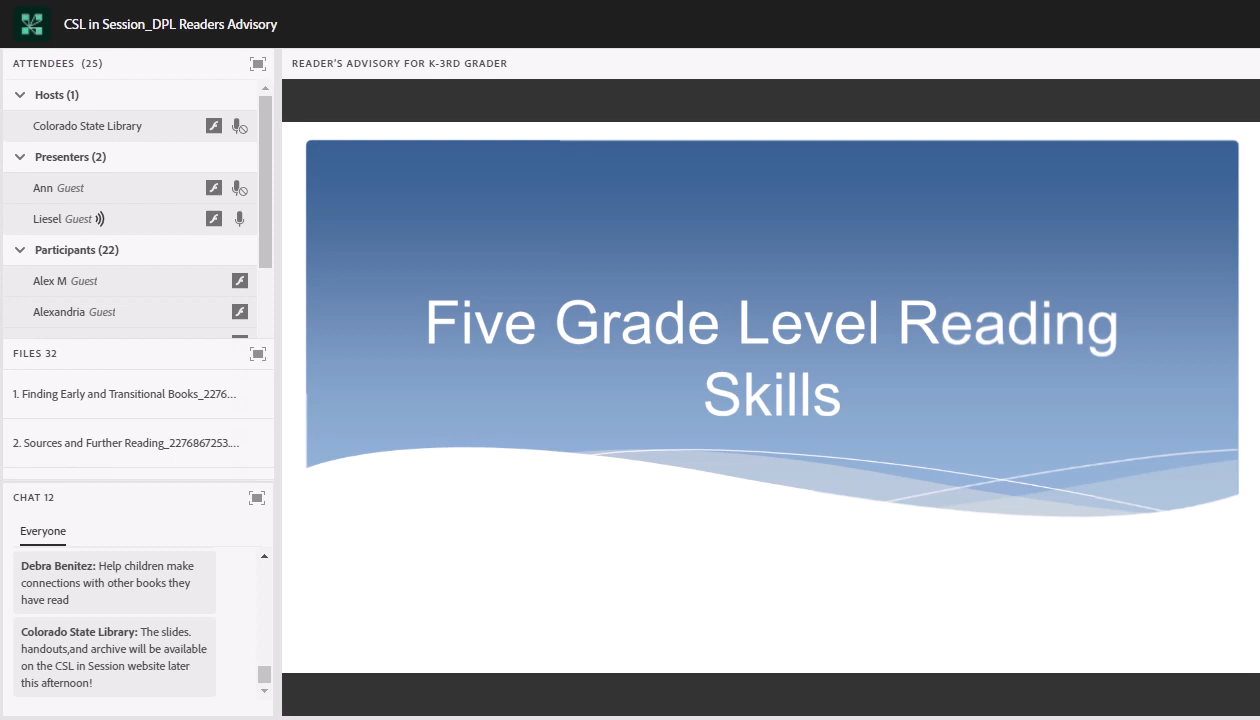 CSL in Session_DPL Readers Advisory
ATTENDEES (25)
Hosts (1)
Colorado State Library
Presenters (2)
Ann Guest
Liesel Guest
Participants (22)
Alex M Guest
Alexandria Guest
FILES 32
1. Finding Early and Transitional Books_2276...
2. Sources and Further Reading_2276867253....
CHAT 12
Everyone
Debra Benitez: Help children make
connections with other books they
have read
Colorado State Library: The slides.
handouts,and archive will be available
on the CSL in Session website later
this afternoon!
READER'S ADVISORY FOR K-3RD GRADER
Five Grade Level Reading
Skills